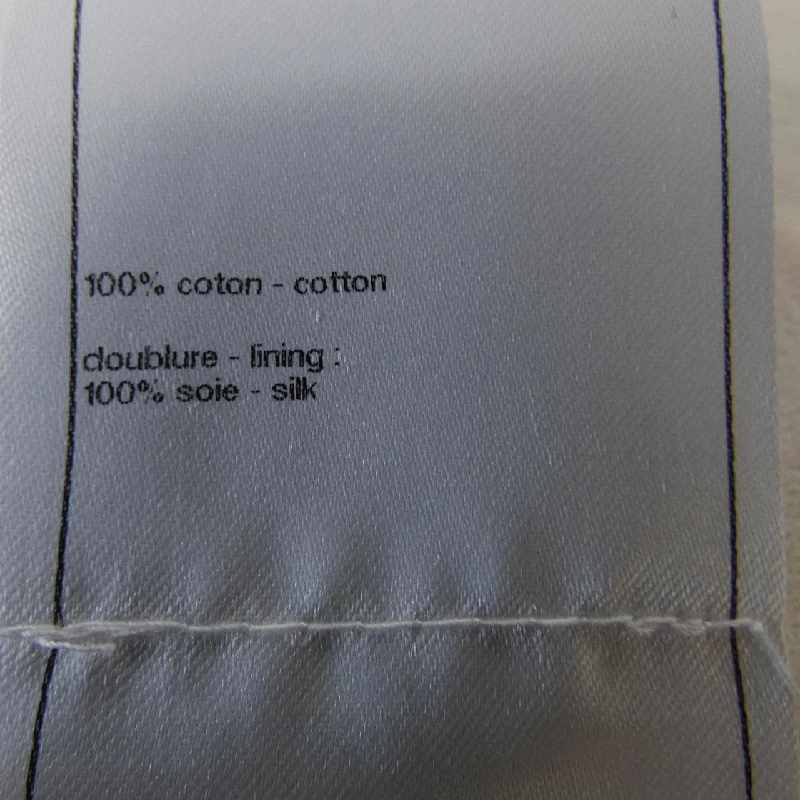 100% coton - cotton
doublure - lining :
100% soie - silk